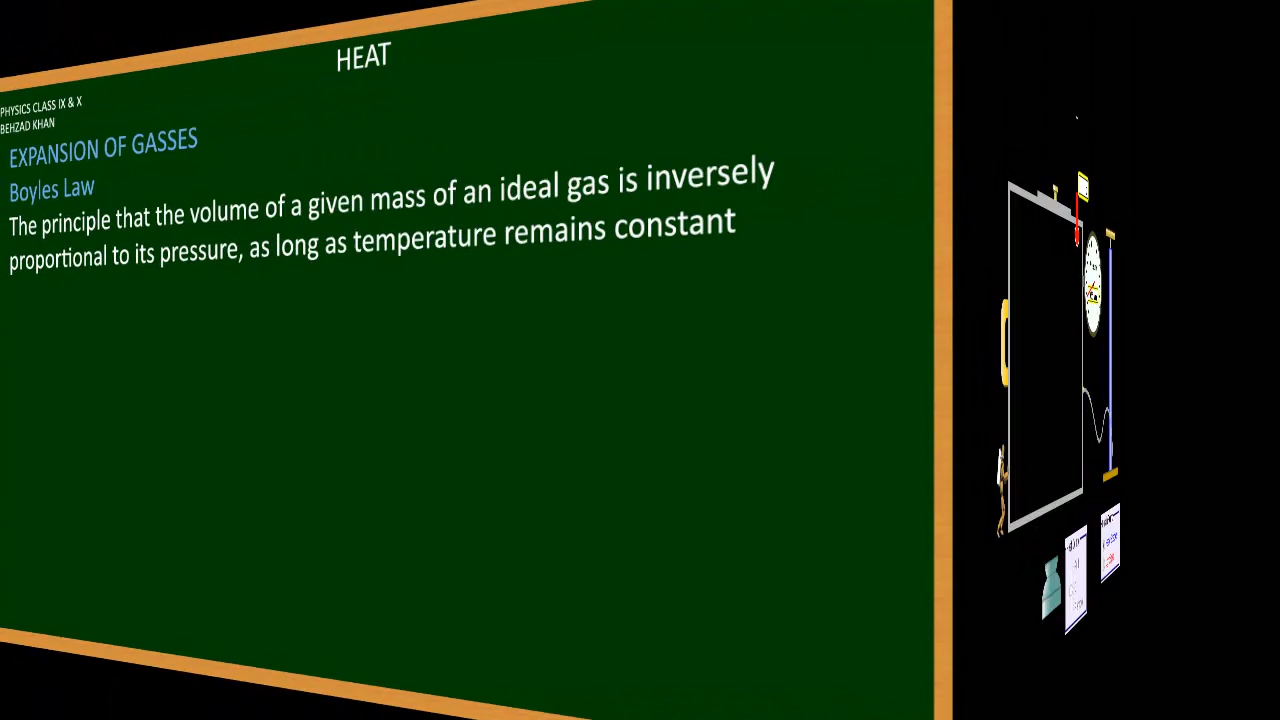 HEAT
PHYSICS CLASS IX & X
BEHZAD KHAN
EXPANSION OF GASSES
Boyles Law
The principle that the volume of a given mass of an ideal gas is inversely
proportional to its pressure, as long as temperature remains constant